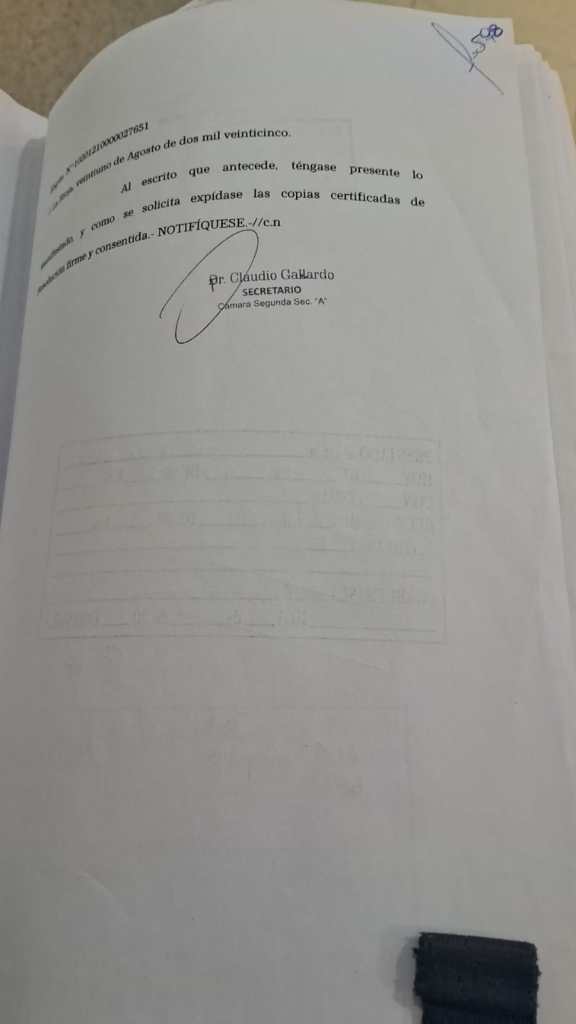 Expte. N°10001210000027651
La Rioja, veintiuno de Agosto de dos mil veinticinco.
Al escrito que antecede, téngase presente lo
manifestado, y como se solicita expídase las copias certificadas de
resolución firme y consentida.- NOTIFÍQUESE.-//c.n
Dr. Claudio Gallardo
SECRETARIO
Cámara Segunda Sec. "A"